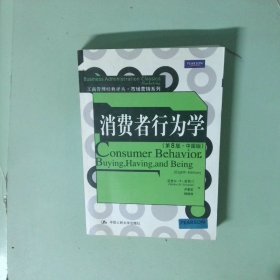 PEARSON
Business Administration Classics
工商管理经典译丛·市场营销系列
消费者行为学
(第8版·中国版)
Consumer Behavior
Buying, Having, and Being
中国人民大学出版社
PEARSON